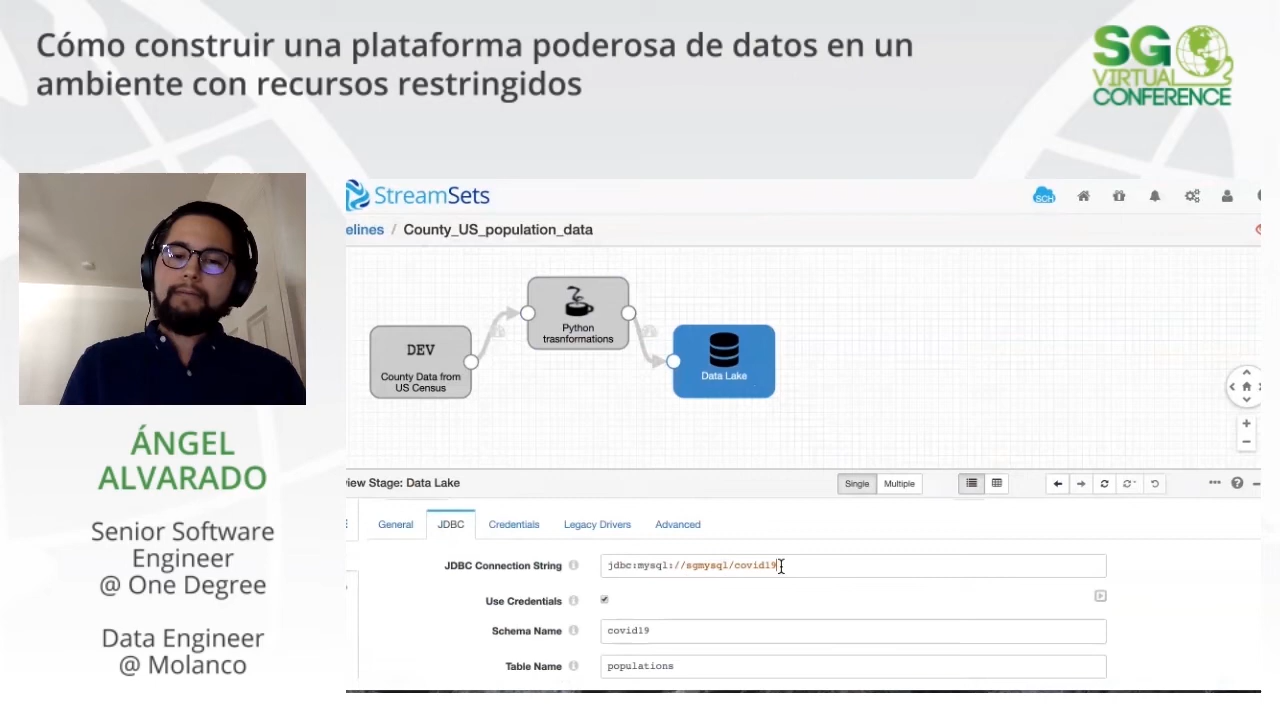 Cómo construir una plataforma poderosa de datos en un
ambiente con recursos restringidos
SG
VIRTUAL
CONFERENCE
StreamSets
SCH
elines / County_US_population_data
DEV
County Data from
US Census
Python
trasnformations
Data Lake
iew Stage: Data Lake
Single
Multiple
General
JDBC
Credentials
Legacy Drivers
Advanced
JDBC Connection String
jdbc:mysql://sgmysql/covid19
Use Credentials
Schema Name
covid19
Table Name
populations
ÁNGEL
ALVARADO
Senior Software
Engineer
@ One Degree
Data Engineer
@ Molanco